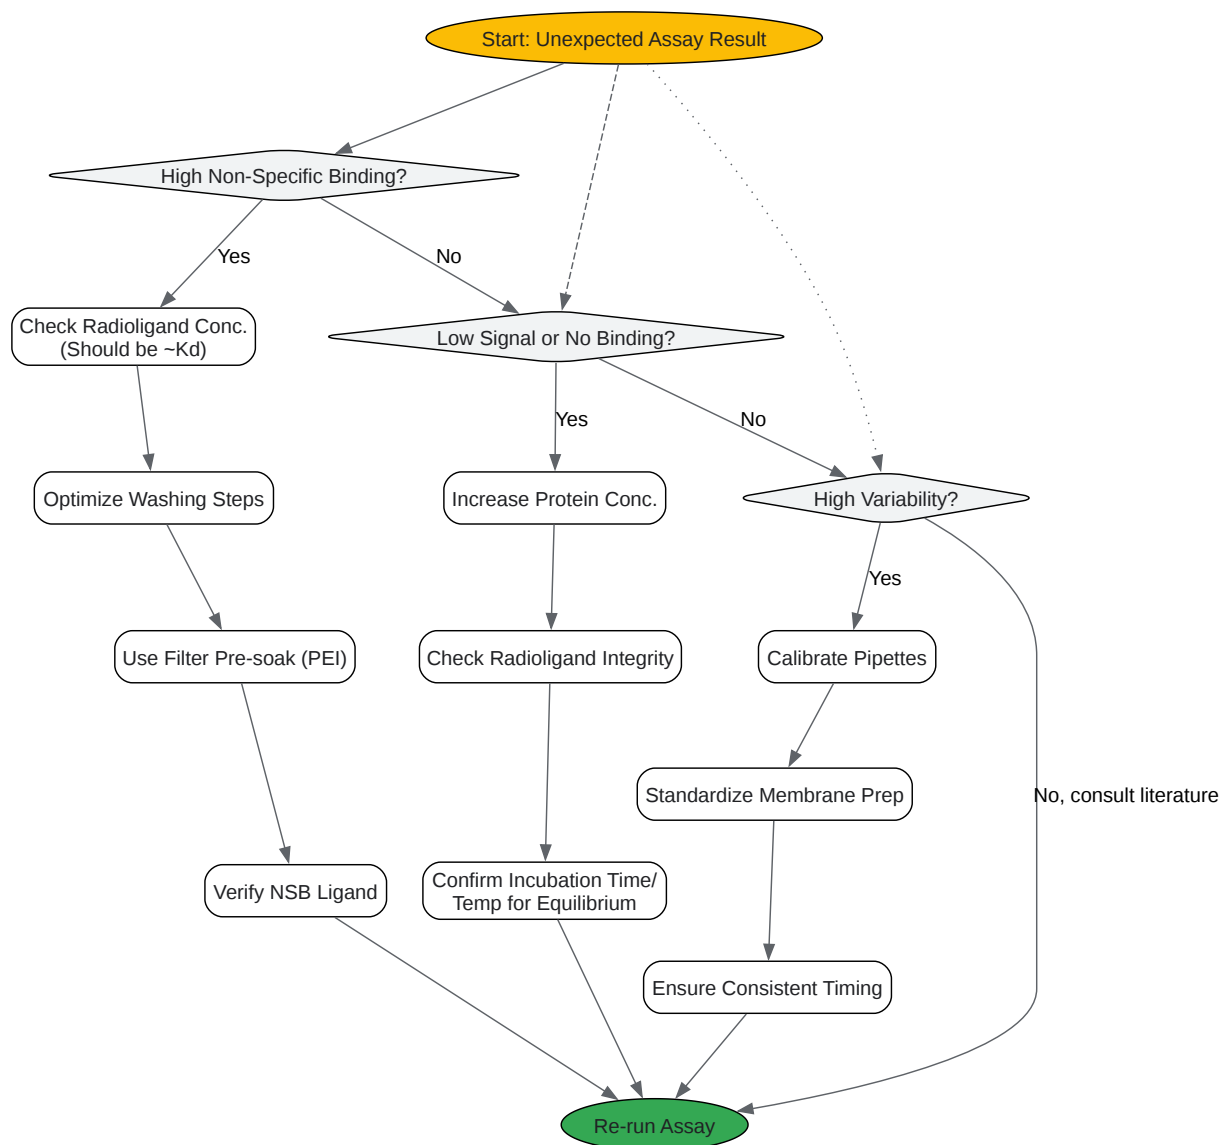 Start: Unexpected Assay Result
High Non-Specific Binding?
Yes
No
Check Radioligand Conc.
(Should be ~Kd)
Low Signal or No Binding?
Yes
No
Optimize Washing Steps
Increase Protein Conc.
High Variability?
Yes
Use Filter Pre-soak (PEI)
Check Radioligand Integrity
Calibrate Pipettes
Standardize Membrane Prep
No, consult literature
Verify NSB Ligand
Confirm Incubation Time/
Temp for Equilibrium
Ensure Consistent Timing
Re-run Assay